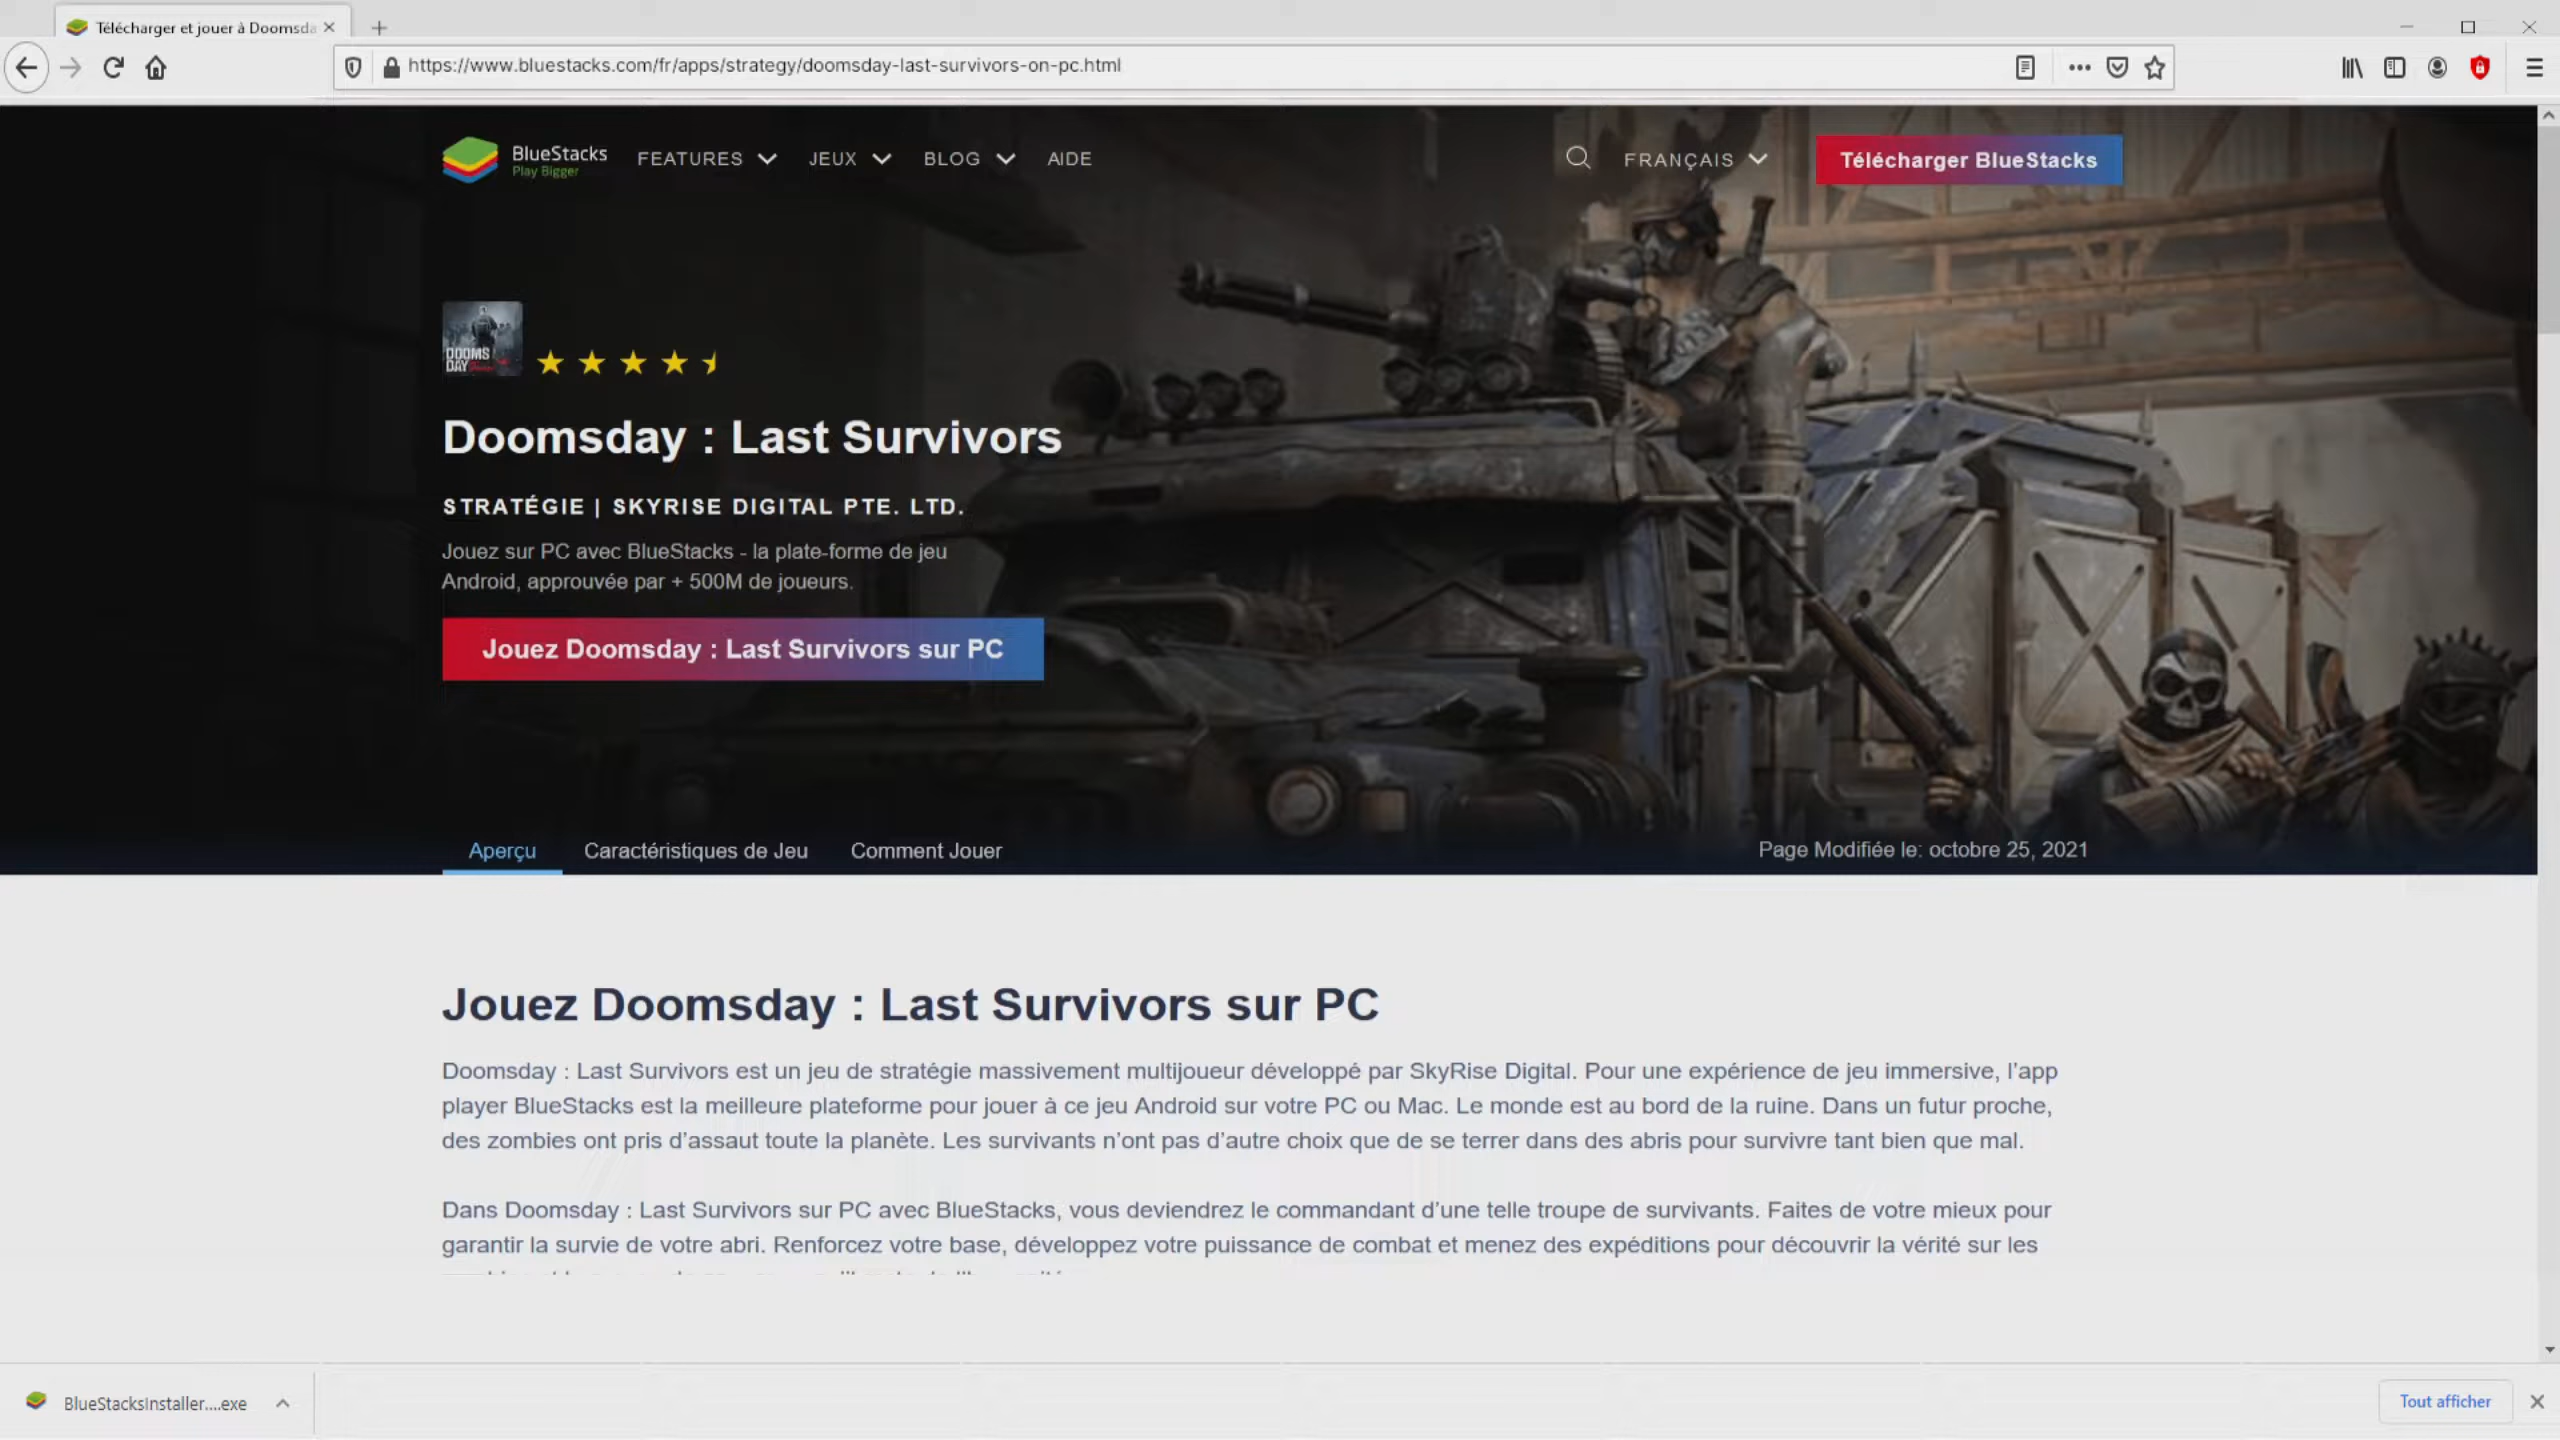 Télécharger et jouer à Doomsda
https://www.bluestacks.com/fr/apps/strategy/doomsday-last-survivors-on-pc.html
BlueStacks
Play Bigger
FEATURES
JEUX
BLOG
AIDE
FRANÇAIS
Télécharger BlueStacks
DOOMS
DAY
Doomsday : Last Survivors
STRATÉGIE | SKYRISE DIGITAL PTE. LTD.
Jouez sur PC avec BlueStacks - la plate-forme de jeu
Android, approuvée par + 500M de joueurs.
Jouez Doomsday : Last Survivors sur PC
Aperçu
Caractéristiques de Jeu
Comment Jouer
Page Modifiée le: octobre 25, 2021
Jouez Doomsday : Last Survivors sur PC
Doomsday : Last Survivors est un jeu de stratégie massivement multijoueur développé par SkyRise Digital. Pour une expérience de jeu immersive, l’app
player BlueStacks est la meilleure plateforme pour jouer à ce jeu Android sur votre PC ou Mac. Le monde est au bord de la ruine. Dans un futur proche,
des zombies ont pris d’assaut toute la planète. Les survivants n’ont pas d’autre choix que de se terrer dans des abris pour survivre tant bien que mal.
Dans Doomsday : Last Survivors sur PC avec BlueStacks, vous deviendrez le commandant d’une telle troupe de survivants. Faites de votre mieux pour
garantir la survie de votre abri. Renforcez votre base, développez votre puissance de combat et menez des expéditions pour découvrir la vérité sur les
BlueStacksInstaller....exe
Tout afficher